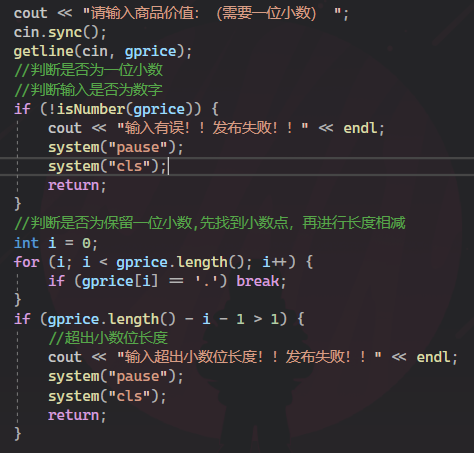 cout << "请输入商品价值：（需要一位小数） ";
cin.sync();
getline(cin, gprice);
//判断是否为一位小数
//判断输入是否为数字
if (!isNumber(gprice)) {
cout << "输入有误！！发布失败！！" << endl;
system("pause");
system("cls");
return;
}
//判断是否为保留一位小数,先找到小数点，再进行长度相减
int i = 0;
for (i; i < gprice.length(); i++) {
if (gprice[i] == '.') break;
}
if (gprice.length() - i - 1 > 1) {
//超出小数位长度
cout << "输入超出小数位长度！！发布失败！！" << endl;
system("pause");
system("cls");
return;
}